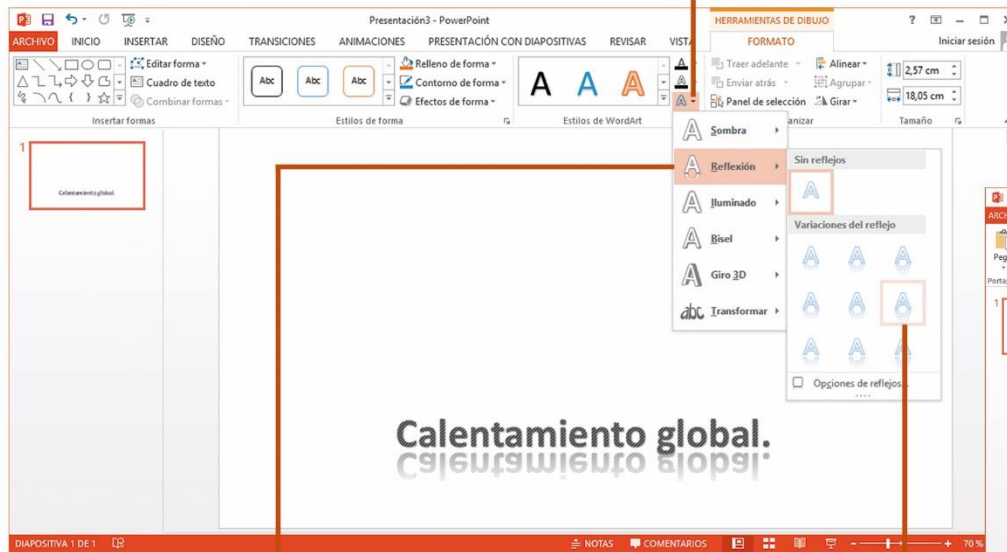 Presentación3 - PowerPoint
HERRAMIENTAS DE DIBUJO
ARCHIVO INICIO INSERTAR DISEÑO TRANSICIONES ANIMACIONES PRESENTACIÓN CON DIAPOSITIVAS REVISAR VISTA FORMATO Iniciar sesión
Editar forma
Cuadro de texto
Combinar formas
Insertar formas
Abc Abc Abc
Relleno de forma
Contorno de forma
Efectos de forma
Estilos de forma
A A A
Estilos de WordArt
Traer adelante
Enviar atrás
Panel de selección
Alinear
Agrupar
Girar
2,57 cm
18,05 cm
Tamaño
Sombra
Reflexión
Iluminado
Bisel
Giro 3D
abc Transformar
Sin reflejos
Variaciones del reflejo
Opciones de reflejos...
1
Calentamiento global.
Calentamiento global.
DIAPOSITIVA 1 DE 1
NOTAS COMENTARIOS 70 %
1